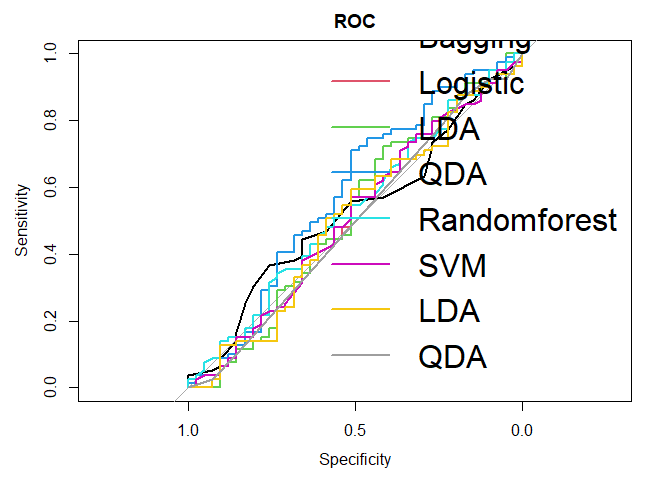 ROC
Bagging
Logistic
LDA
QDA
Randomforest
SVM
LDA
QDA
Sensitivity
0.0 0.2 0.4 0.6 0.8 1.0
1.0 0.5 0.0
Specificity